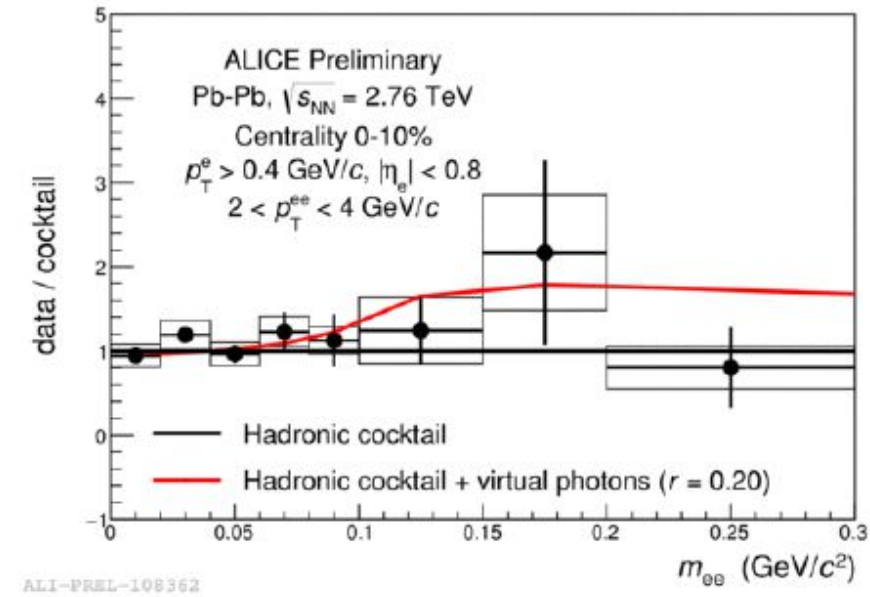 5
4
3
2
1
0
−1
data / cocktail
ALICE Preliminary
Pb-Pb, √sNN = 2.76 TeV
Centrality 0-10%
pTe > 0.4 GeV/c, |ηe| < 0.8
2 < pTee < 4 GeV/c
Hadronic cocktail
Hadronic cocktail + virtual photons (r = 0.20)
0 0.05 0.1 0.15 0.2 0.25 0.3
mee (GeV/c²)
ALI-PREL-108362